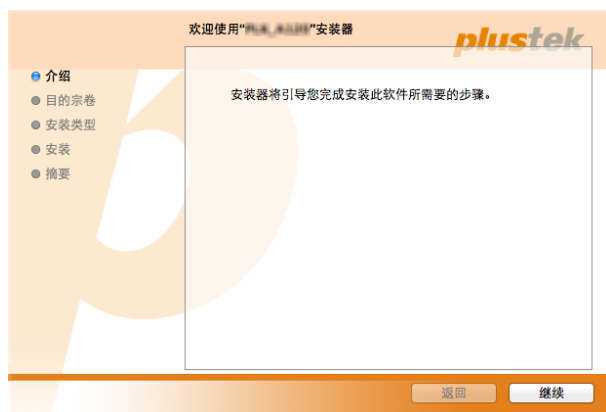 欢迎使用“ ”安装器
plustek
介绍
目的宗卷
安装类型
安装
摘要
安装器将引导您完成安装此软件所需要的步骤。
返回
继续